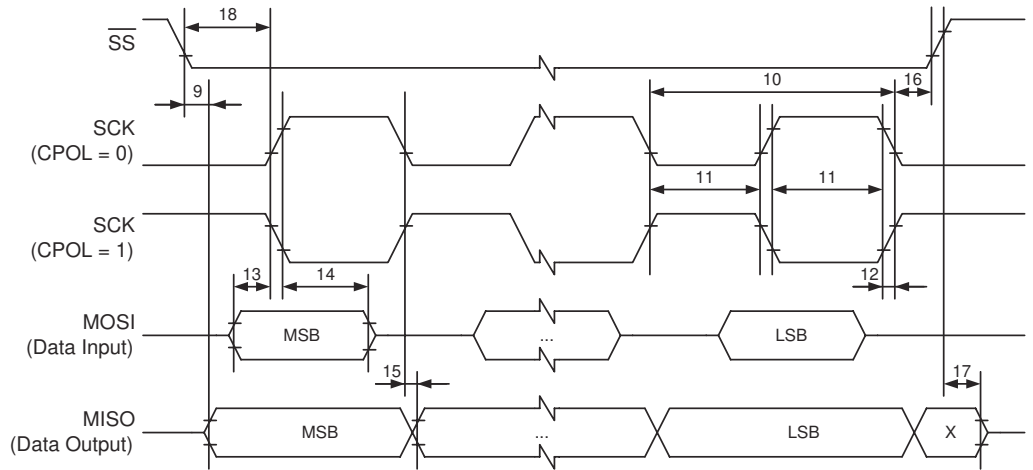 18
SS
10
9
16
SCK
(CPOL = 0)
11
11
SCK
(CPOL = 1)
13
14
12
MOSI
(Data Input)
MSB
...
LSB
15
17
MISO
(Data Output)
MSB
...
LSB
X